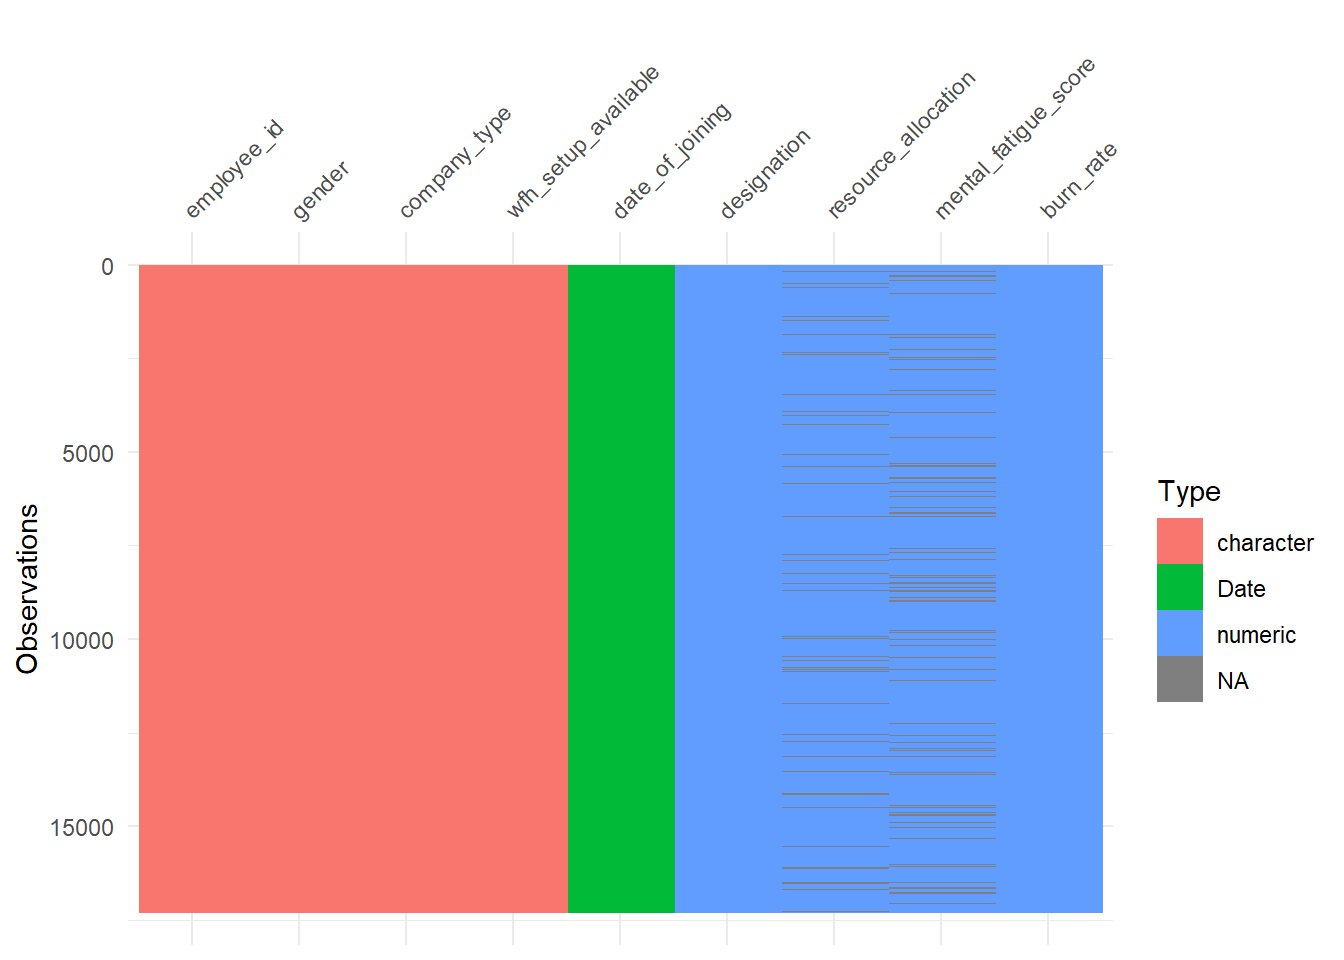 employee_id
gender
company_type
wfh_setup_available
date_of_joining
designation
resource_allocation
mental_fatigue_score
burn_rate
0
5000
10000
15000
Observations
Type
character
Date
numeric
NA